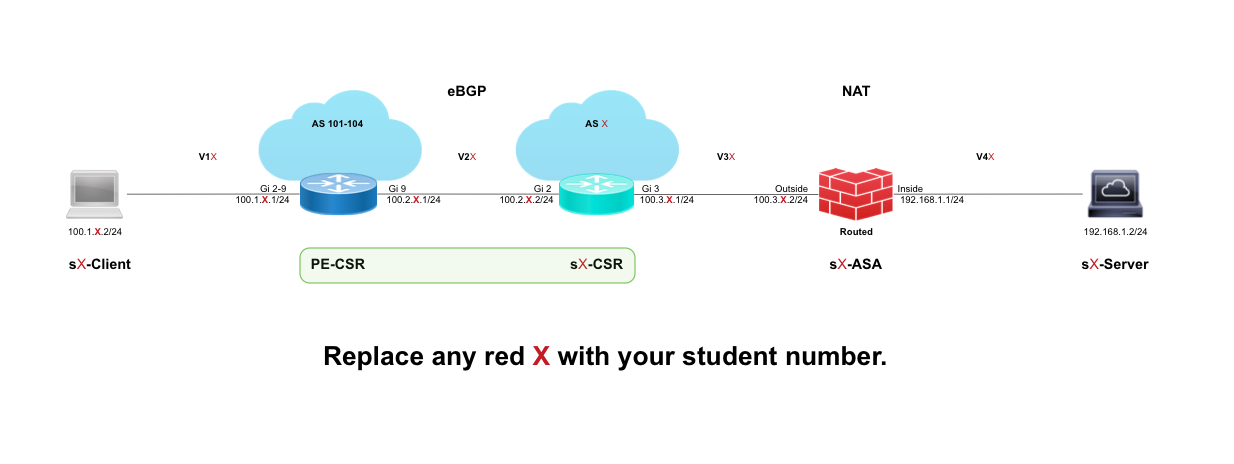 eBGP
NAT
AS 101-104
AS X
V1X
V2X
V3X
V4X
Gi 2-9
100.1.X.1/24
Gi 9
100.2.X.1/24
Gi 2
100.2.X.2/24
Gi 3
100.3.X.1/24
Outside
100.3.X.2/24
Inside
192.168.1.1/24
100.1.X.2/24
Routed
192.168.1.2/24
sX-Client
PE-CSR
sX-CSR
sX-ASA
sX-Server
Replace any red X with your student number.